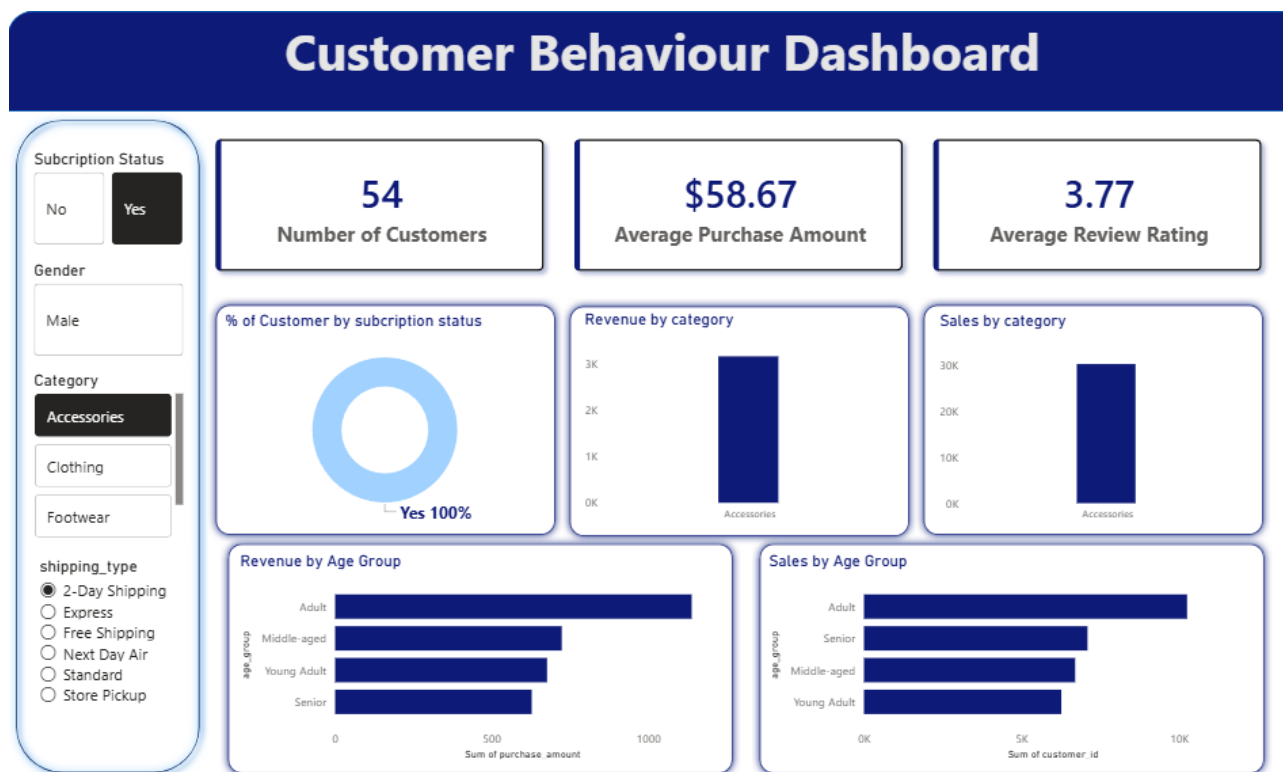 Customer Behaviour Dashboard
Subcription Status
No
Yes
Gender
Male
Category
Accessories
Clothing
Footwear
shipping_type
2-Day Shipping
Express
Free Shipping
Next Day Air
Standard
Store Pickup
54
Number of Customers
$58.67
Average Purchase Amount
3.77
Average Review Rating
% of Customer by subcription status
Yes 100%
Revenue by category
3K
2K
1K
0K
Accessories
Sales by category
30K
20K
10K
0K
Accessories
Revenue by Age Group
age_group
Adult
Middle-aged
Young Adult
Senior
0 500 1000
Sum of purchase_amount
Sales by Age Group
age_group
Adult
Senior
Middle-aged
Young Adult
0K 5K 10K
Sum of customer_id